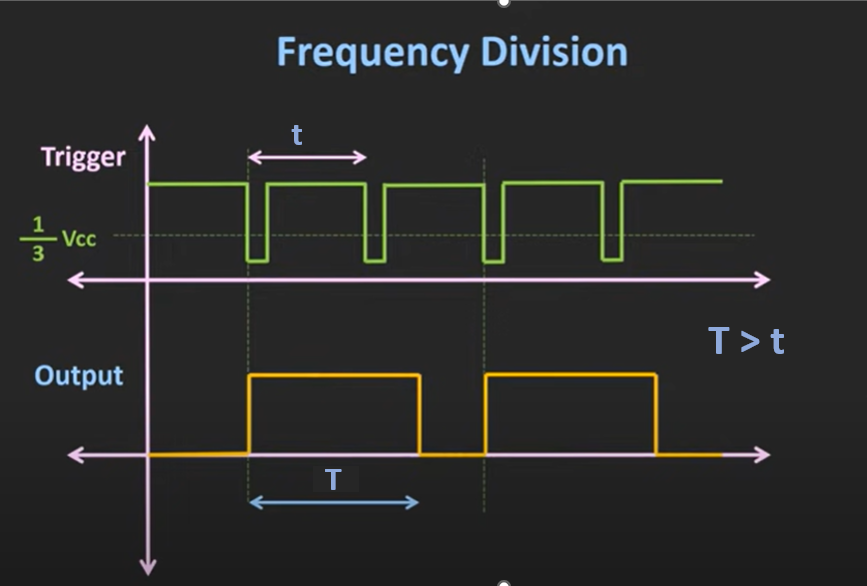 Frequency Division
t
Trigger
1
3
Vcc
T > t
Output
T